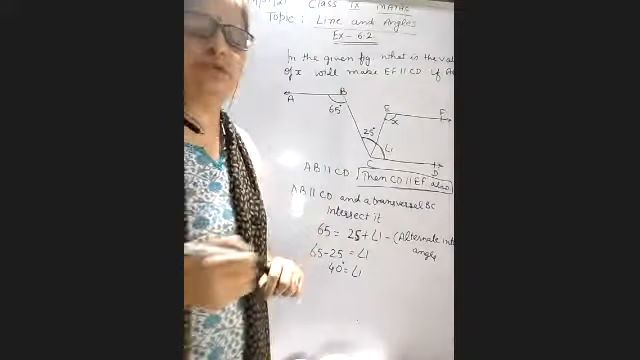 Class IX MATHS
Topic: Line and Angles
Ex-6.2
In the given fig. what is the val
of x will make EF||CD if A
A B
65°
E F
x
25°
∠1
C D
AB||CD. Then CD||EF also
AB||CD and a transversal BC
intersect it
65 = 25+∠1 - (Alternate int
angle
65-25 = ∠1
40° = ∠1